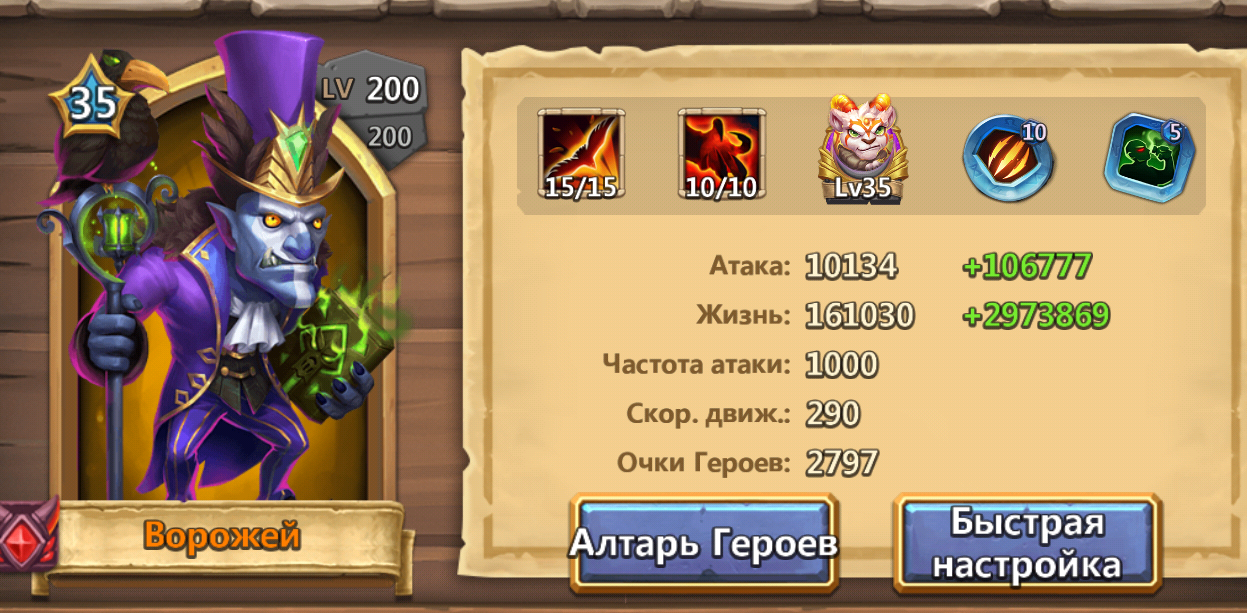 35
LV 200
200
15/15
10/10
Lv35
10
5
Атака: 10134 +106777
Жизнь: 161030 +2973869
Частота атаки: 1000
Скор. движ.: 290
Очки Героев: 2797
Ворожей
Алтарь Героев
Быстрая
настройка